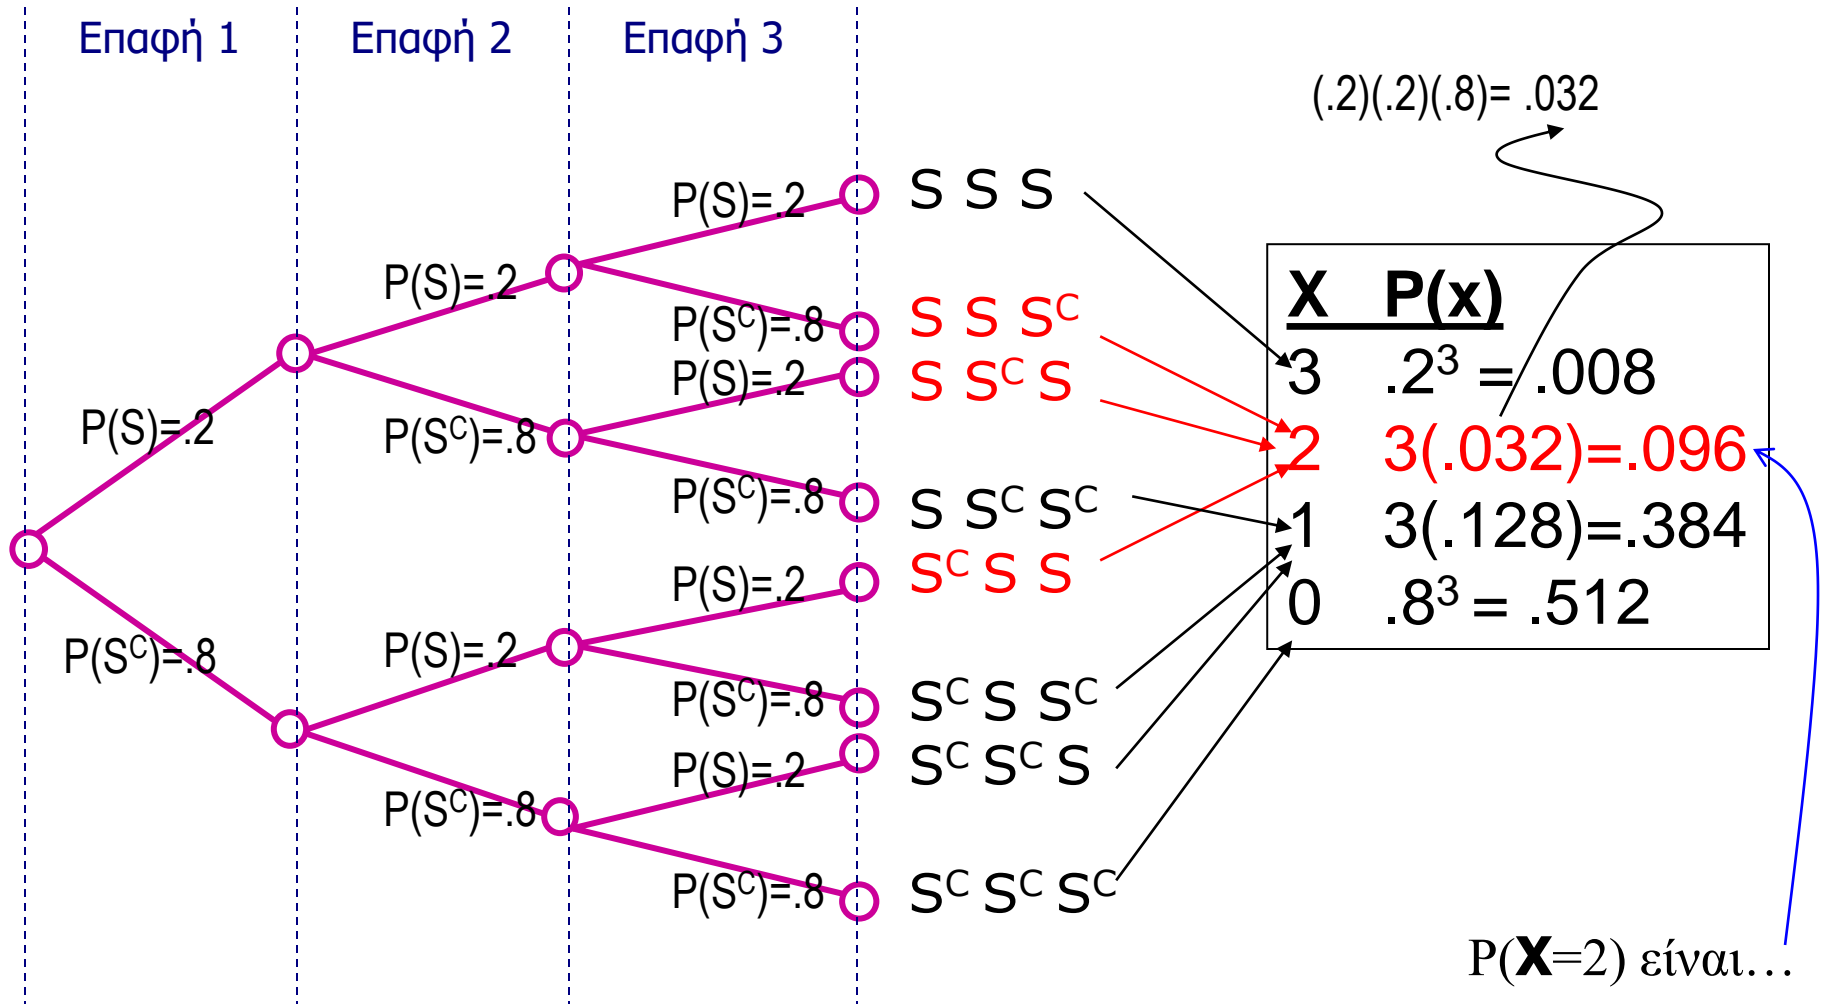 Επαφή 1 Επαφή 2 Επαφή 3
(.2)(.2)(.8)= .032
P(S)=.2 S S S
P(S)=.2
P(Sᶜ)=.8 S S Sᶜ
P(S)=.2 S Sᶜ S
P(S)=.2
P(Sᶜ)=.8
P(Sᶜ)=.8 S Sᶜ Sᶜ
P(S)=.2 Sᶜ S S
P(Sᶜ)=.8
P(S)=.2
P(Sᶜ)=.8 Sᶜ S Sᶜ
P(S)=.2 Sᶜ Sᶜ S
P(Sᶜ)=.8
P(Sᶜ)=.8 Sᶜ Sᶜ Sᶜ
X P(x)
3 .2³ = .008
2 3(.032)=.096
1 3(.128)=.384
0 .8³ = .512
P(X=2) είναι…